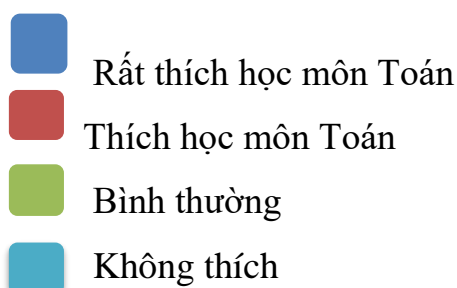 Rất thích học môn Toán
Thích học môn Toán
Bình thường
Không thích